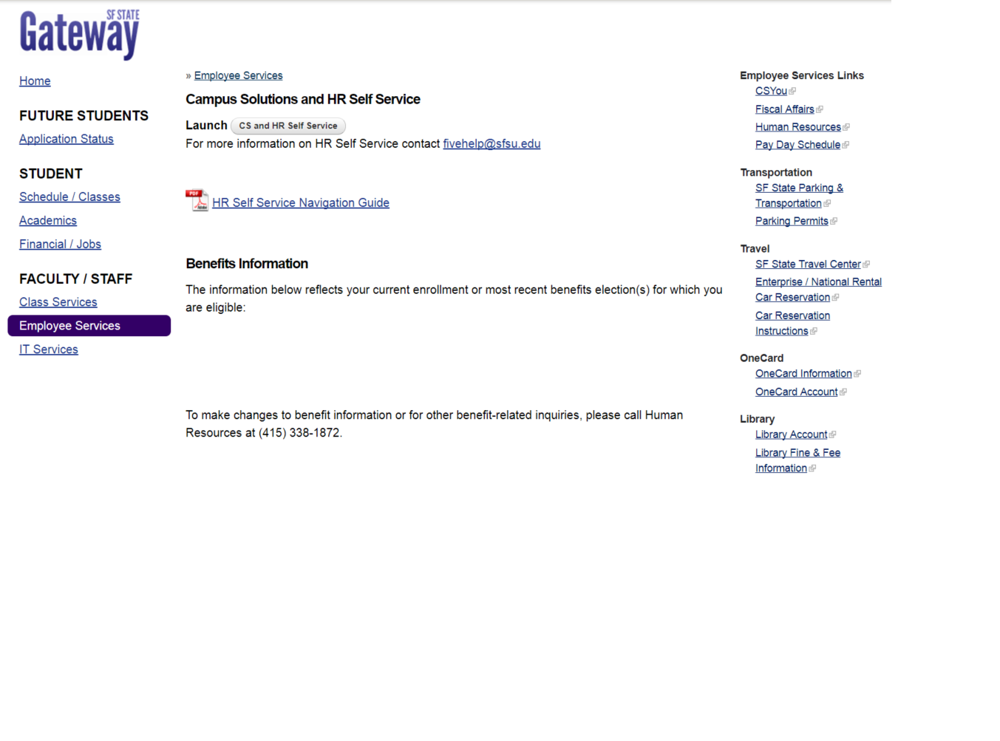 SF STATE
Gateway
Home
FUTURE STUDENTS
Application Status
STUDENT
Schedule / Classes
Academics
Financial / Jobs
FACULTY / STAFF
Class Services
Employee Services
IT Services
» Employee Services
Campus Solutions and HR Self Service
Launch CS and HR Self Service
For more information on HR Self Service contact fivehelp@sfsu.edu
PDF
Adobe
HR Self Service Navigation Guide
Benefits Information
The information below reflects your current enrollment or most recent benefits election(s) for which you
are eligible:
To make changes to benefit information or for other benefit-related inquiries, please call Human
Resources at (415) 338-1872.
Employee Services Links
CSYou
Fiscal Affairs
Human Resources
Pay Day Schedule
Transportation
SF State Parking &
Transportation
Parking Permits
Travel
SF State Travel Center
Enterprise / National Rental
Car Reservation
Car Reservation
Instructions
OneCard
OneCard Information
OneCard Account
Library
Library Account
Library Fine & Fee
Information